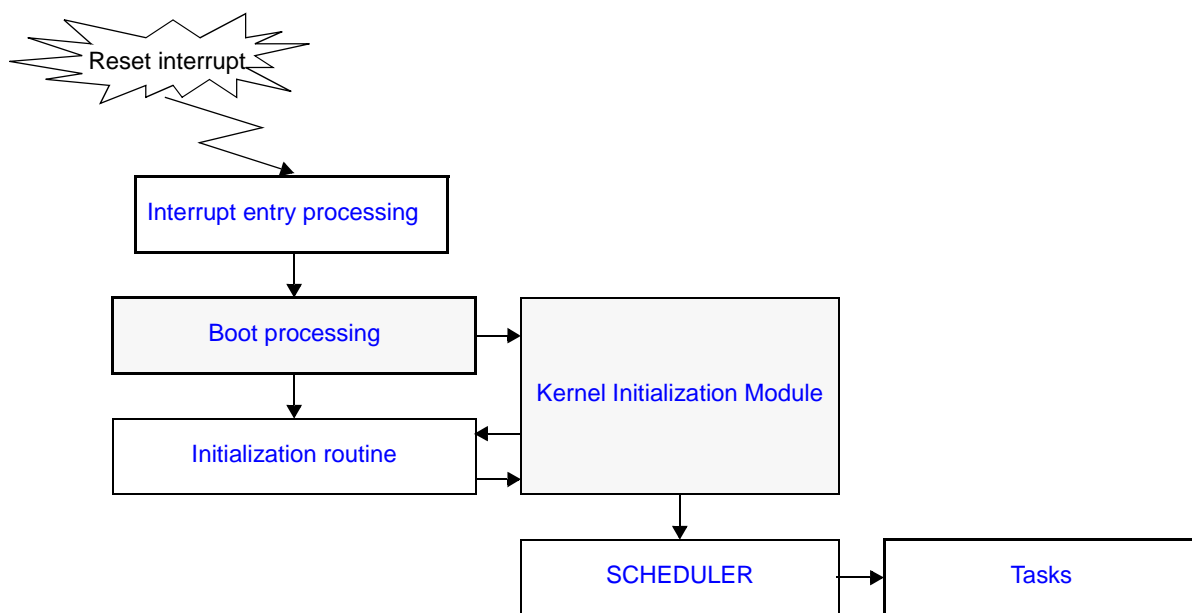 Reset interrupt
Interrupt entry processing
Boot processing
Kernel Initialization Module
Initialization routine
SCHEDULER
Tasks